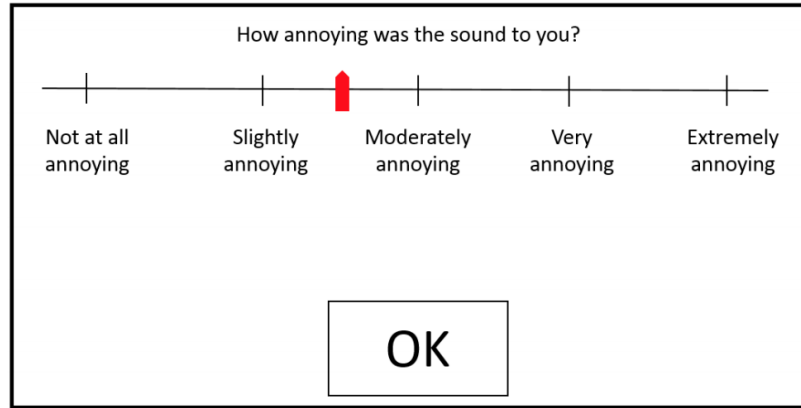 How annoying was the sound to you?
Not at all annoying
Slightly annoying
Moderately annoying
Very annoying
Extremely annoying
OK